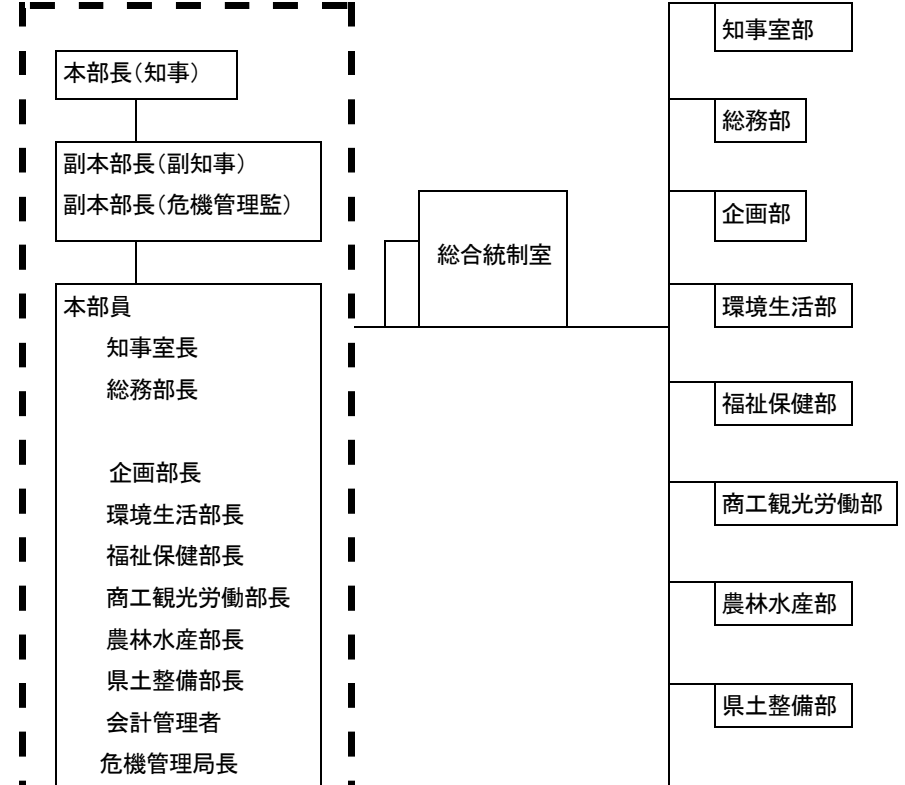 本部長（知事）
副本部長（副知事）
副本部長（危機管理監）
本部員
知事室長
総務部長
企画部長
環境生活部長
福祉保健部長
商工観光労働部長
農林水産部長
県土整備部長
会計管理者
危機管理局長
総合統制室
知事室部
総務部
企画部
環境生活部
福祉保健部
商工観光労働部
農林水産部
県土整備部